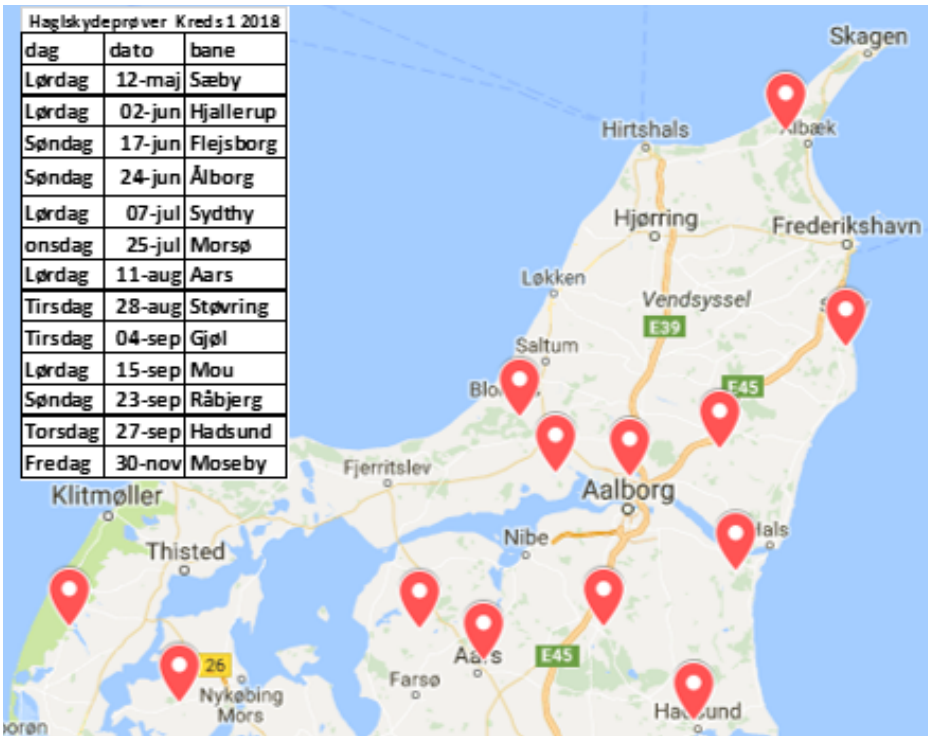 Haglskydeprøver Kreds 1 2018
dag dato bane
Lørdag 12-maj Sæby
Lørdag 02-jun Hjallerup
Søndag 17-jun Flejsborg
Søndag 24-jun Ålborg
Lørdag 07-jul Sydthy
onsdag 25-jul Morsø
Lørdag 11-aug Aars
Tirsdag 28-aug Støvring
Tirsdag 04-sep Gjøl
Lørdag 15-sep Mou
Søndag 23-sep Råbjerg
Torsdag 27-sep Hadsund
Fredag 30-nov Moseby
Skagen
Hirtshals
Ålbæk
Hjørring
Frederikshavn
Løkken
Vendsyssel
E39
Saltum
E45
Fjerritslev
Klitmøller
Aalborg
Thisted
Nibe
Hals
Aars
E45
26
Farsø
Nykøbing
Mors